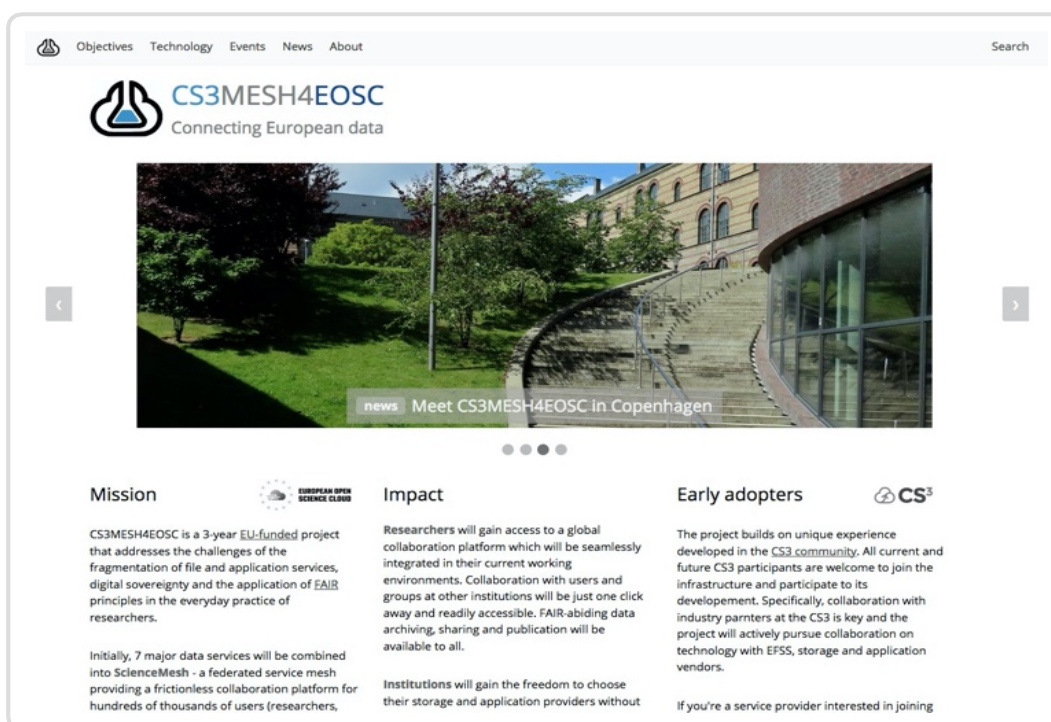 Objectives Technology Events News About Search
CS3MESH4EOSC
Connecting European data
news Meet CS3MESH4EOSC in Copenhagen
Mission
EUROPEAN OPEN
SCIENCE CLOUD
CS3MESH4EOSC is a 3-year EU-funded project
that addresses the challenges of the
fragmentation of file and application services,
digital sovereignty and the application of FAIR
principles in the everyday practice of
researchers.
Initially, 7 major data services will be combined
into ScienceMesh - a federated service mesh
providing a frictionless collaboration platform for
hundreds of thousands of users (researchers,
Impact
Researchers will gain access to a global
collaboration platform which will be seamlessly
integrated in their current working
environments. Collaboration with users and
groups at other institutions will be just one click
away and readily accessible. FAIR-abiding data
archiving, sharing and publication will be
available to all.
Institutions will gain the freedom to choose
their storage and application providers without
Early adopters
CS3
The project builds on unique experience
developed in the CS3 community. All current and
future CS3 participants are welcome to join the
infrastructure and participate to its
developement. Specifically, collaboration with
industry parnters at the CS3 is key and the
project will actively pursue collaboration on
technology with EFSS, storage and application
vendors.
If you're a service provider interested in joining